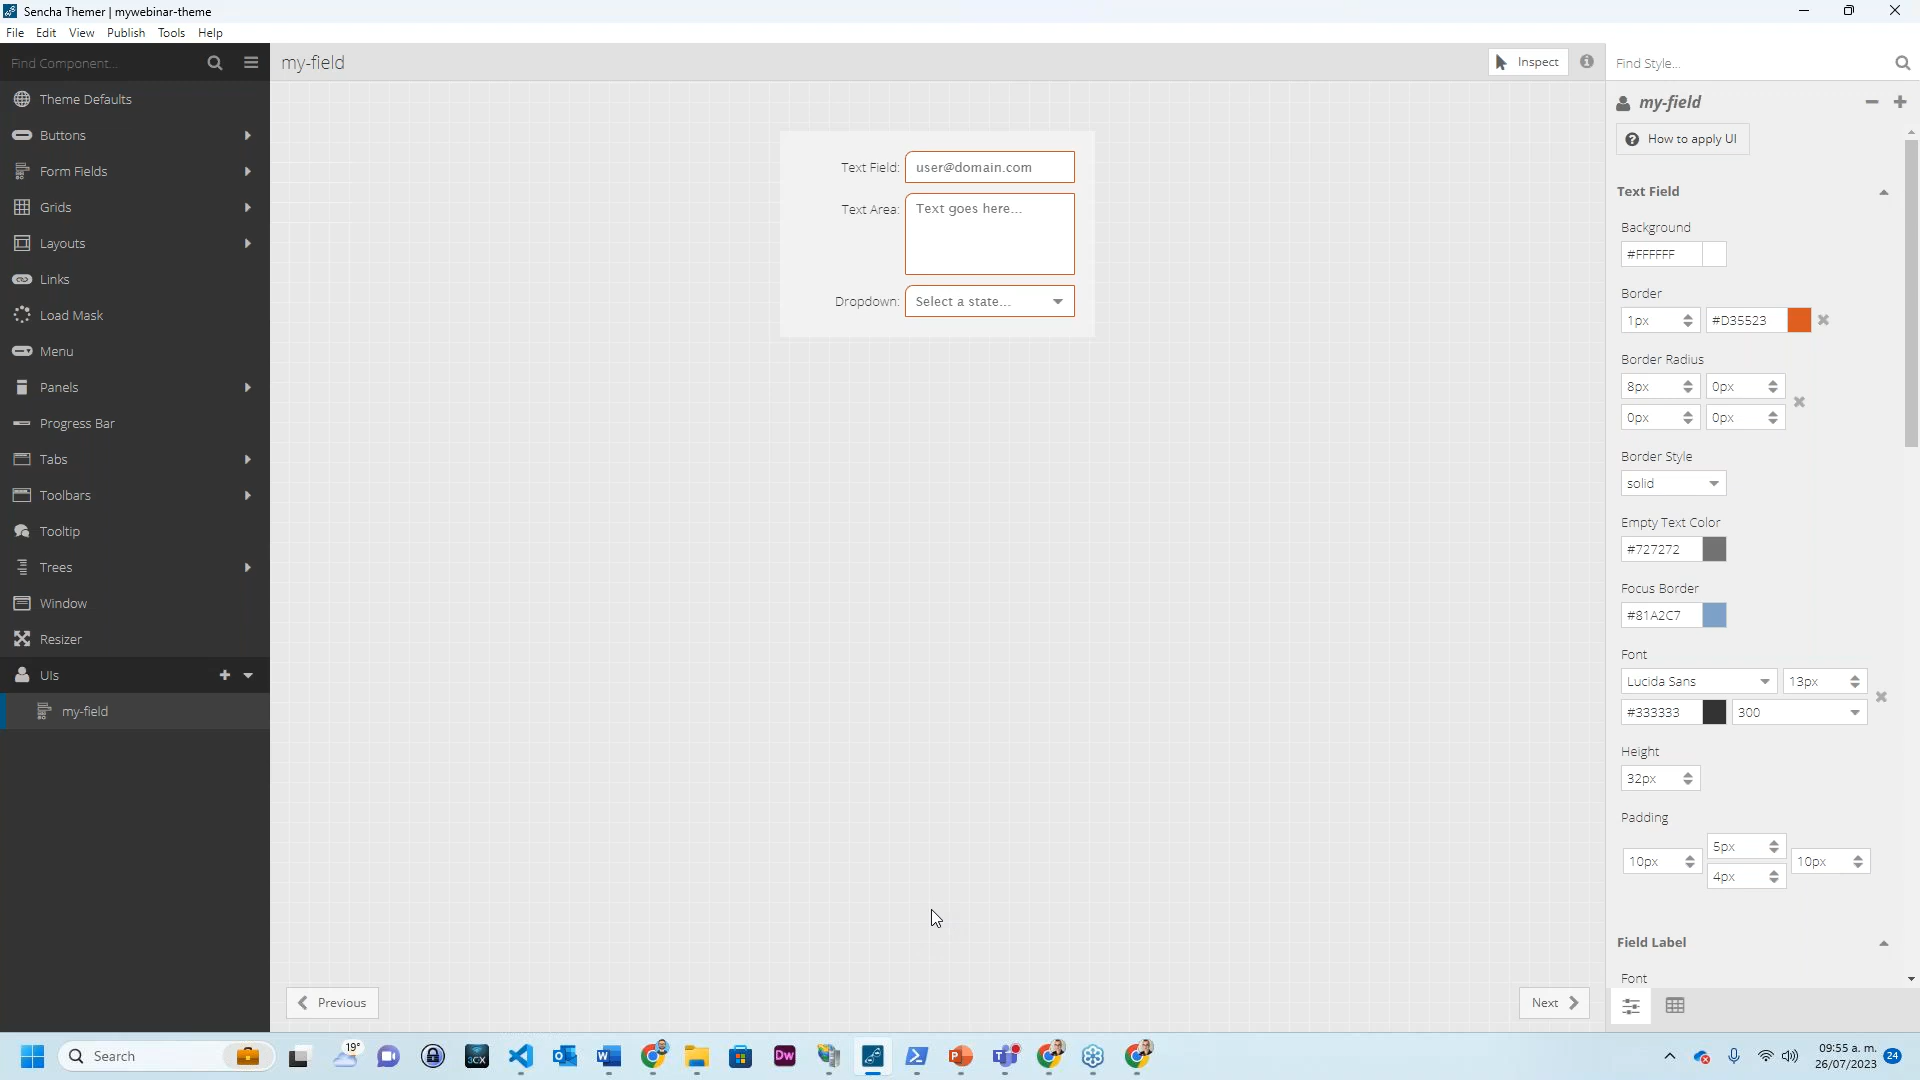 Sencha Themer | mywebinar-theme
File Edit View Publish Tools Help
Find Component...
my-field
Inspect
Find Style...
Theme Defaults
Buttons
Form Fields
Grids
Layouts
Links
Load Mask
Menu
Panels
Progress Bar
Tabs
Toolbars
Tooltip
Trees
Window
Resizer
UIs
my-field
Text Field: user@domain.com
Text Area: Text goes here...
Dropdown: Select a state...
Previous
Next
my-field
How to apply UI
Text Field
Background
#FFFFFF
Border
1px #D35523
Border Radius
8px 0px
0px 0px
Border Style
solid
Empty Text Color
#727272
Focus Border
#81A2C7
Font
Lucida Sans 13px
#333333 300
Height
32px
Padding
5px
10px 10px
4px
Field Label
Font
Search
19°
3CX
Dw
09:55 a. m.
26/07/2023
24